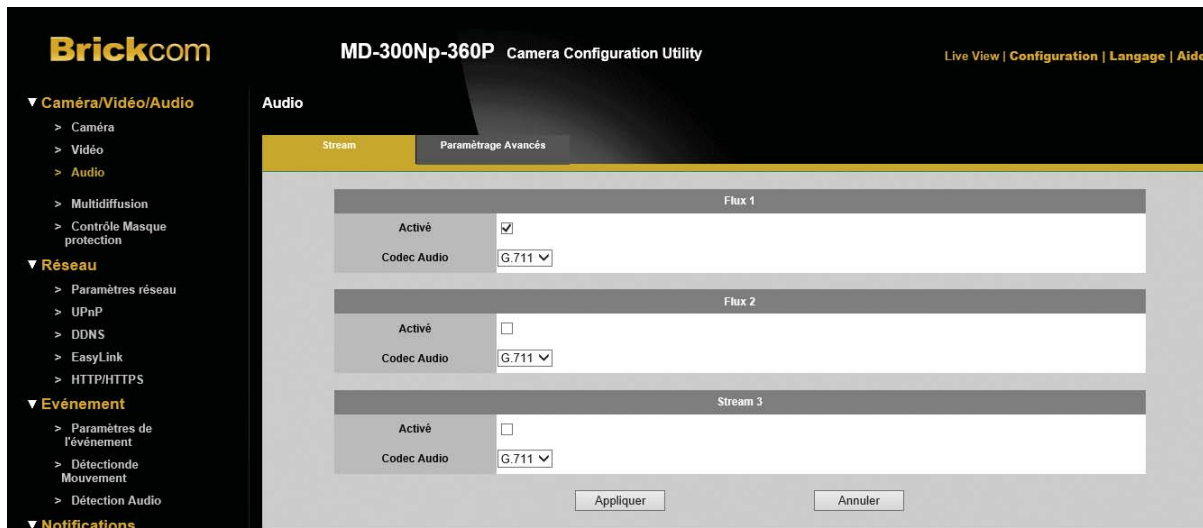 Brickcom
MD-300Np-360P Camera Configuration Utility
Live View | Configuration | Langage | Aide
▼ Caméra/Vidéo/Audio
> Caméra
> Vidéo
> Audio
> Multidiffusion
> Contrôle Masque
protection
▼ Réseau
> Paramètres réseau
> UPnP
> DDNS
> EasyLink
> HTTP/HTTPS
▼ Evénement
> Paramètres de
l'événement
> Détectionde
Mouvement
> Détection Audio
▼ Notifications
Audio
Stream
Paramètrage Avancés
Flux 1
Activé
Codec Audio G.711
Flux 2
Activé
Codec Audio G.711
Stream 3
Activé
Codec Audio G.711
Appliquer Annuler